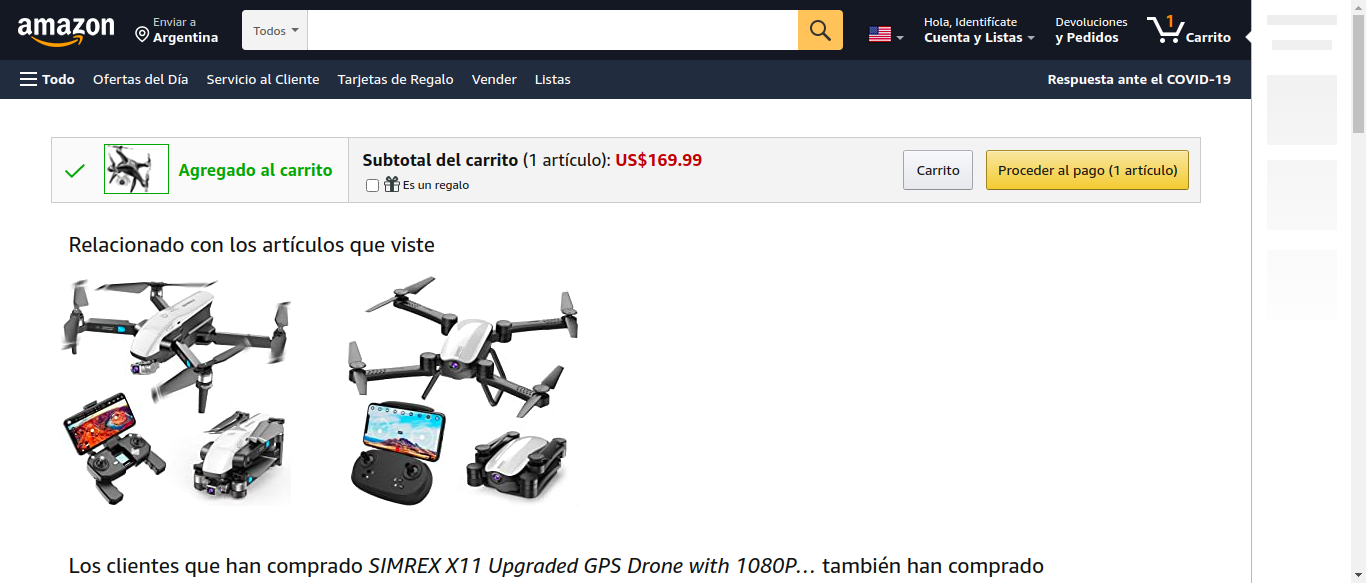 amazon
Enviar a
Argentina
Todos
Hola, Identifícate
Cuenta y Listas
Devoluciones
y Pedidos
1
Carrito
Todo
Ofertas del Día
Servicio al Cliente
Tarjetas de Regalo
Vender
Listas
Respuesta ante el COVID-19
Agregado al carrito
Subtotal del carrito (1 artículo): US$169.99
Es un regalo
Carrito
Proceder al pago (1 artículo)
Relacionado con los artículos que viste
Los clientes que han comprado SIMREX X11 Upgraded GPS Drone with 1080P… también han comprado